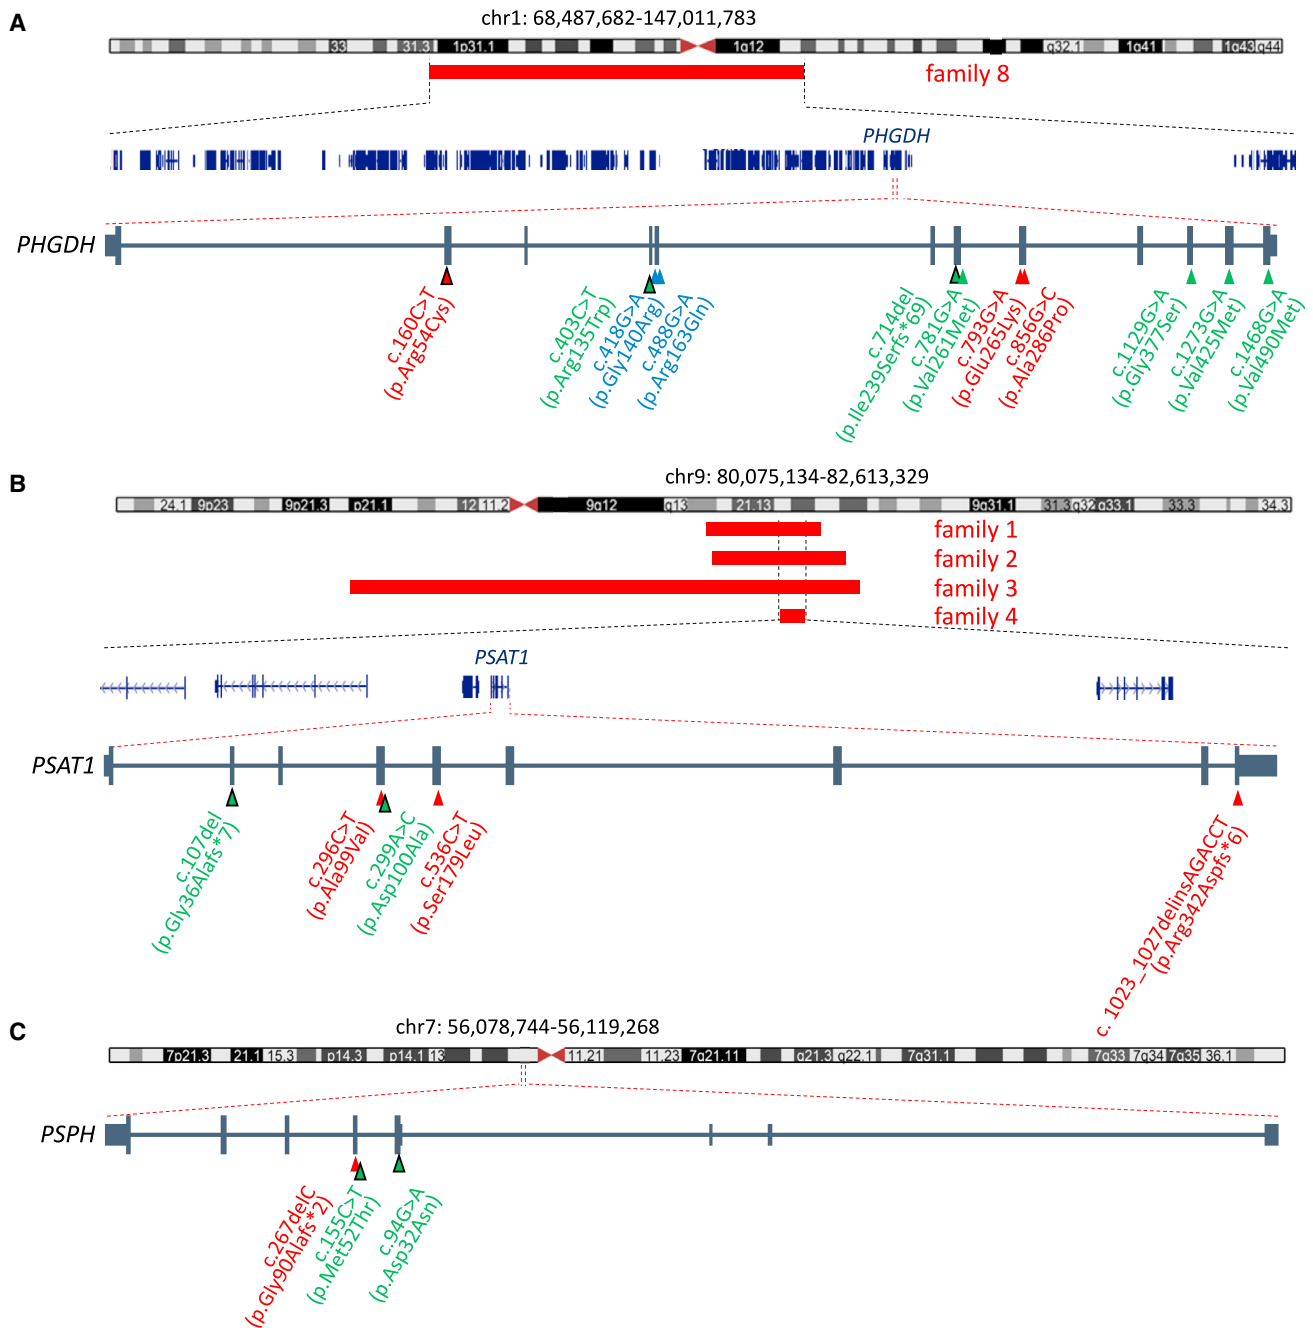 A
chr1: 68,487,682-147,011,783
33 31.3 1p31.1 1q12 q32.1 1q41 1q43 q44
family 8
PHGDH
PHGDH
c.160C>T
(p.Arg54Cys)
c.403C>T
(p.Arg135Trp)
c.418G>A
(p.Gly140Arg)
c.488G>A
(p.Arg163Gln)
c.714del
(p.Ile239Serfs*69)
c.781G>A
(p.Val261Met)
c.793G>A
(p.Glu265Lys)
c.856G>C
(p.Ala286Pro)
c.1129G>A
(p.Gly377Ser)
c.1273G>A
(p.Val425Met)
c.1468G>A
(p.Val490Met)
B
chr9: 80,075,134-82,613,329
24.1 9p23 9p21.3 p21.1 12 11.2 9q12 q13 21.13 9q31.1 31.3 q32 q33.1 33.3 34.3
family 1
family 2
family 3
family 4
PSAT1
PSAT1
c.107del
(p.Gly36Alafs*7)
c.296C>T
(p.Ala99Val)
c.299A>C
(p.Asp100Ala)
c.536C>T
(p.Ser179Leu)
c. 1023_1027delinsAGACCT
(p.Arg342Aspfs*6)
C
chr7: 56,078,744-56,119,268
7p21.3 21.1 15.3 p14.3 p14.1 13 11.21 11.23 7q21.11 q21.3 q22.1 7q31.1 7q33 7q34 7q35 36.1
PSPH
c.267delC
(p.Gly90Alafs*2)
c.155C>T
(p.Met52Thr)
c.94G>A
(p.Asp32Asn)